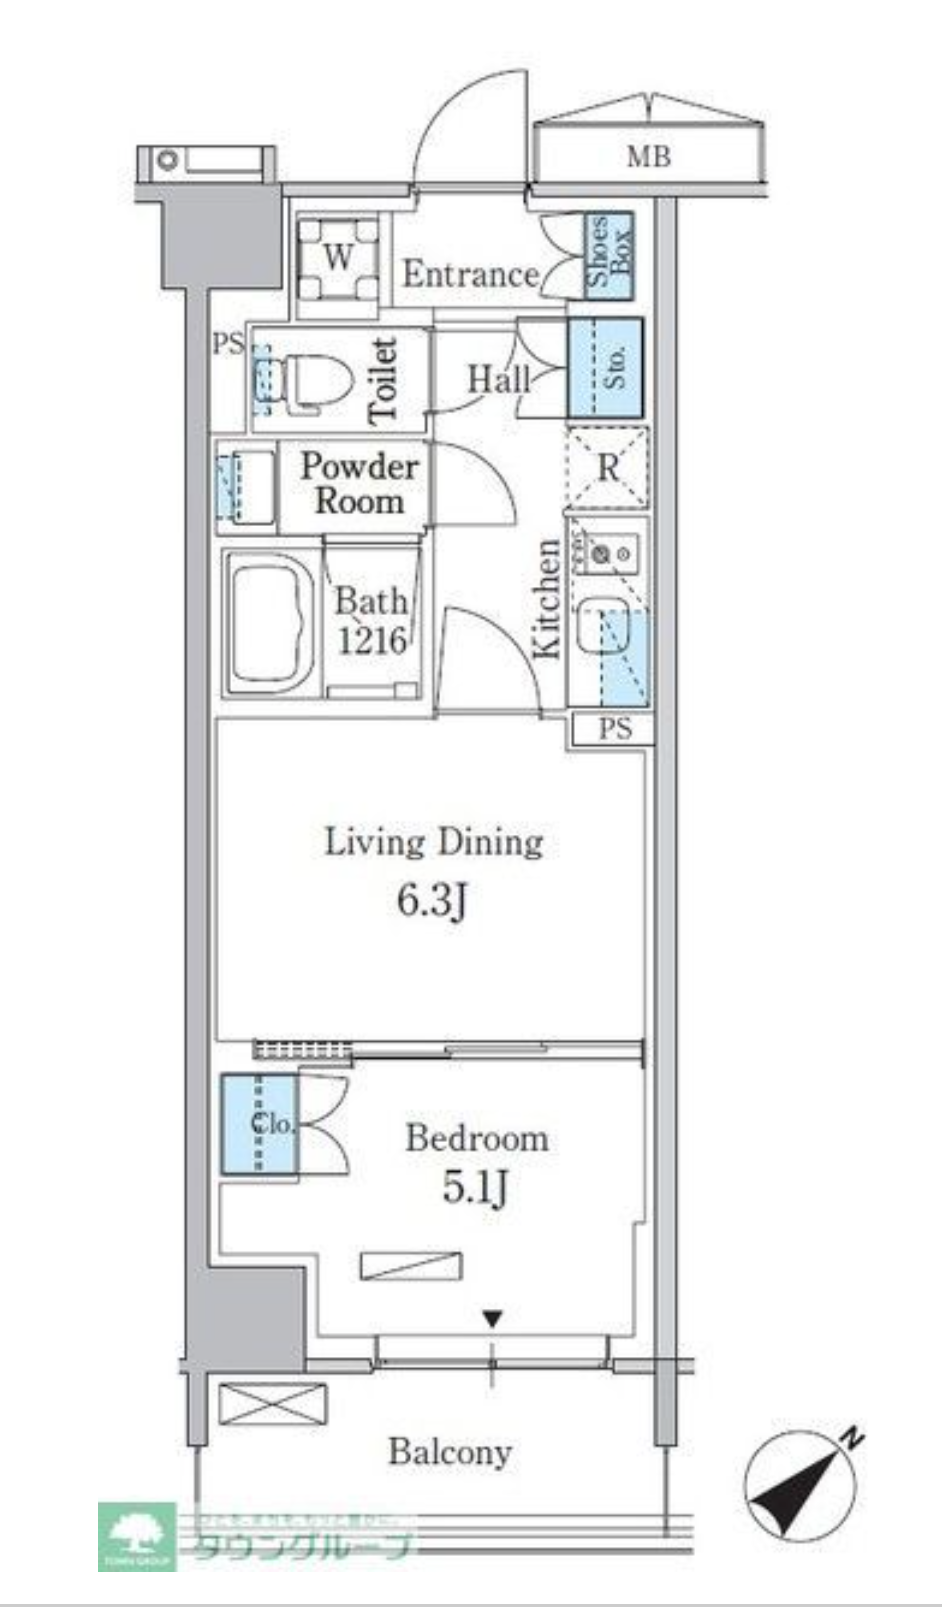 MB
W
Entrance
Shoes
Box
PS
Toilet
Hall
Sto.
Powder
Room
R
Bath
1216
Kitchen
PS
Living Dining
6.3J
Clo.
Bedroom
5.1J
Balcony
N
TOWN GROUP
タウングループ